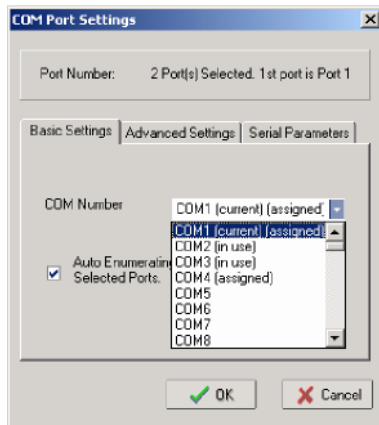 COM Port Settings
Port Number: 2 Port(s) Selected. 1st port is Port 1
Basic Settings Advanced Settings Serial Parameters
COM Number COM1 (current) (assigned)
COM1 (current) (assigned)
COM2 (in use)
Auto Enumerating COM3 (in use)
Selected Ports. COM4 (assigned)
COM5
COM6
COM7
COM8
OK Cancel